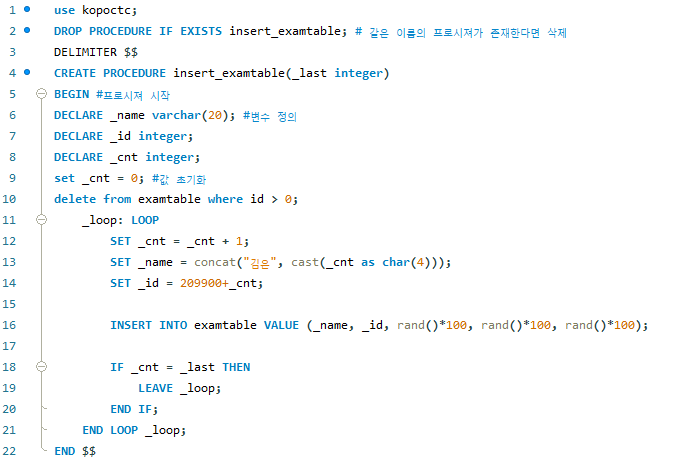 1 use kopoctc;
2 DROP PROCEDURE IF EXISTS insert_examtable; # 같은 이름의 프로시져가 존재한다면 삭제
3 DELIMITER $$
4 CREATE PROCEDURE insert_examtable(_last integer)
5 BEGIN #프로시져 시작
6 DECLARE _name varchar(20); #변수 정의
7 DECLARE _id integer;
8 DECLARE _cnt integer;
9 set _cnt = 0; #값 초기화
10 delete from examtable where id > 0;
11 _loop: LOOP
12 SET _cnt = _cnt + 1;
13 SET _name = concat("김은", cast(_cnt as char(4)));
14 SET _id = 209900+_cnt;
15
16 INSERT INTO examtable VALUE (_name, _id, rand()*100, rand()*100, rand()*100);
17
18 IF _cnt = _last THEN
19 LEAVE _loop;
20 END IF;
21 END LOOP _loop;
22 END $$